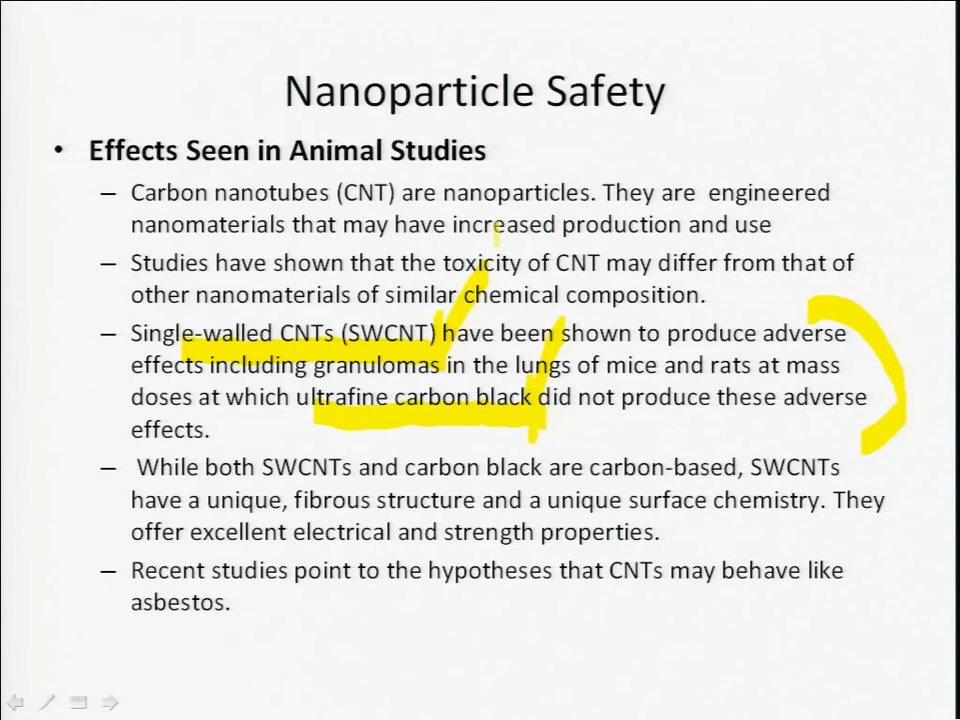 Nanoparticle Safety
• Effects Seen in Animal Studies
– Carbon nanotubes (CNT) are nanoparticles. They are engineered
nanomaterials that may have increased production and use
– Studies have shown that the toxicity of CNT may differ from that of
other nanomaterials of similar chemical composition.
– Single-walled CNTs (SWCNT) have been shown to produce adverse
effects including granulomas in the lungs of mice and rats at mass
doses at which ultrafine carbon black did not produce these adverse
effects.
– While both SWCNTs and carbon black are carbon-based, SWCNTs
have a unique, fibrous structure and a unique surface chemistry. They
offer excellent electrical and strength properties.
– Recent studies point to the hypotheses that CNTs may behave like
asbestos.